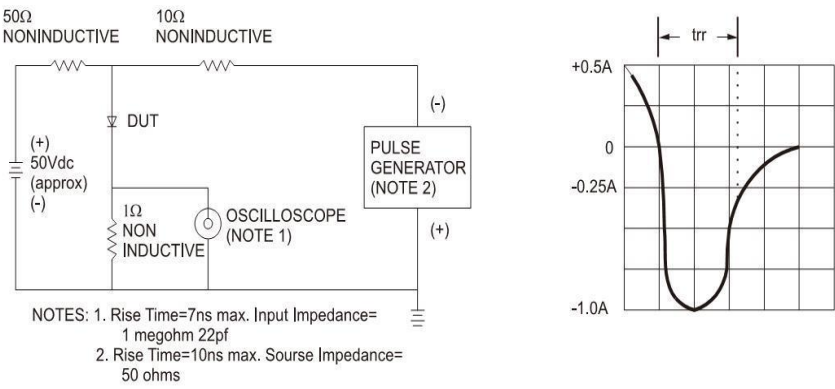 50Ω
NONINDUCTIVE
10Ω
NONINDUCTIVE
DUT
(+)
50Vdc
(approx)
(-)
1Ω
NON
INDUCTIVE
OSCILLOSCOPE
(NOTE 1)
(-)
PULSE
GENERATOR
(NOTE 2)
(+)
NOTES: 1. Rise Time=7ns max. Input Impedance=
1 megohm 22pf
2. Rise Time=10ns max. Sourse Impedance=
50 ohms
trr
+0.5A
0
-0.25A
-1.0A